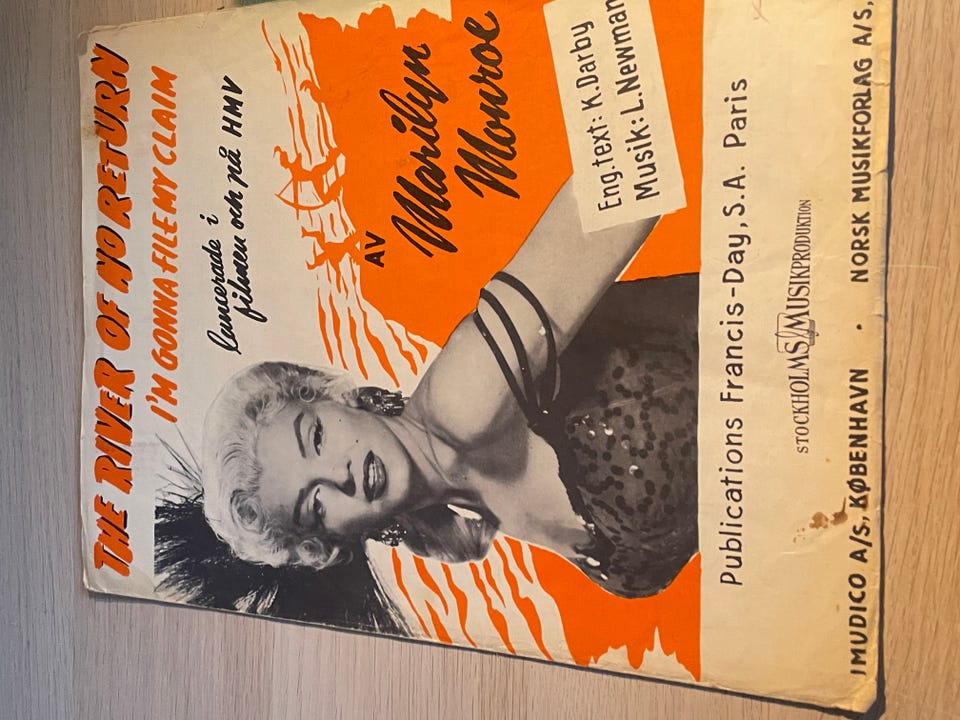 THE RIVER OF NO RETURN
I'M GONNA FILE MY CLAIM
lancerade i
filmen och på HMV
AV
Marilyn
Monroe
Eng.text: K.Darby
Musik: L.Newman
Publications Francis-Day, S.A. Paris
STOCKHOLMS MUSIKPRODUKTION
IMUDICO A/S, KØBENHAVN • NORSK MUSIKFORLAG A/S,